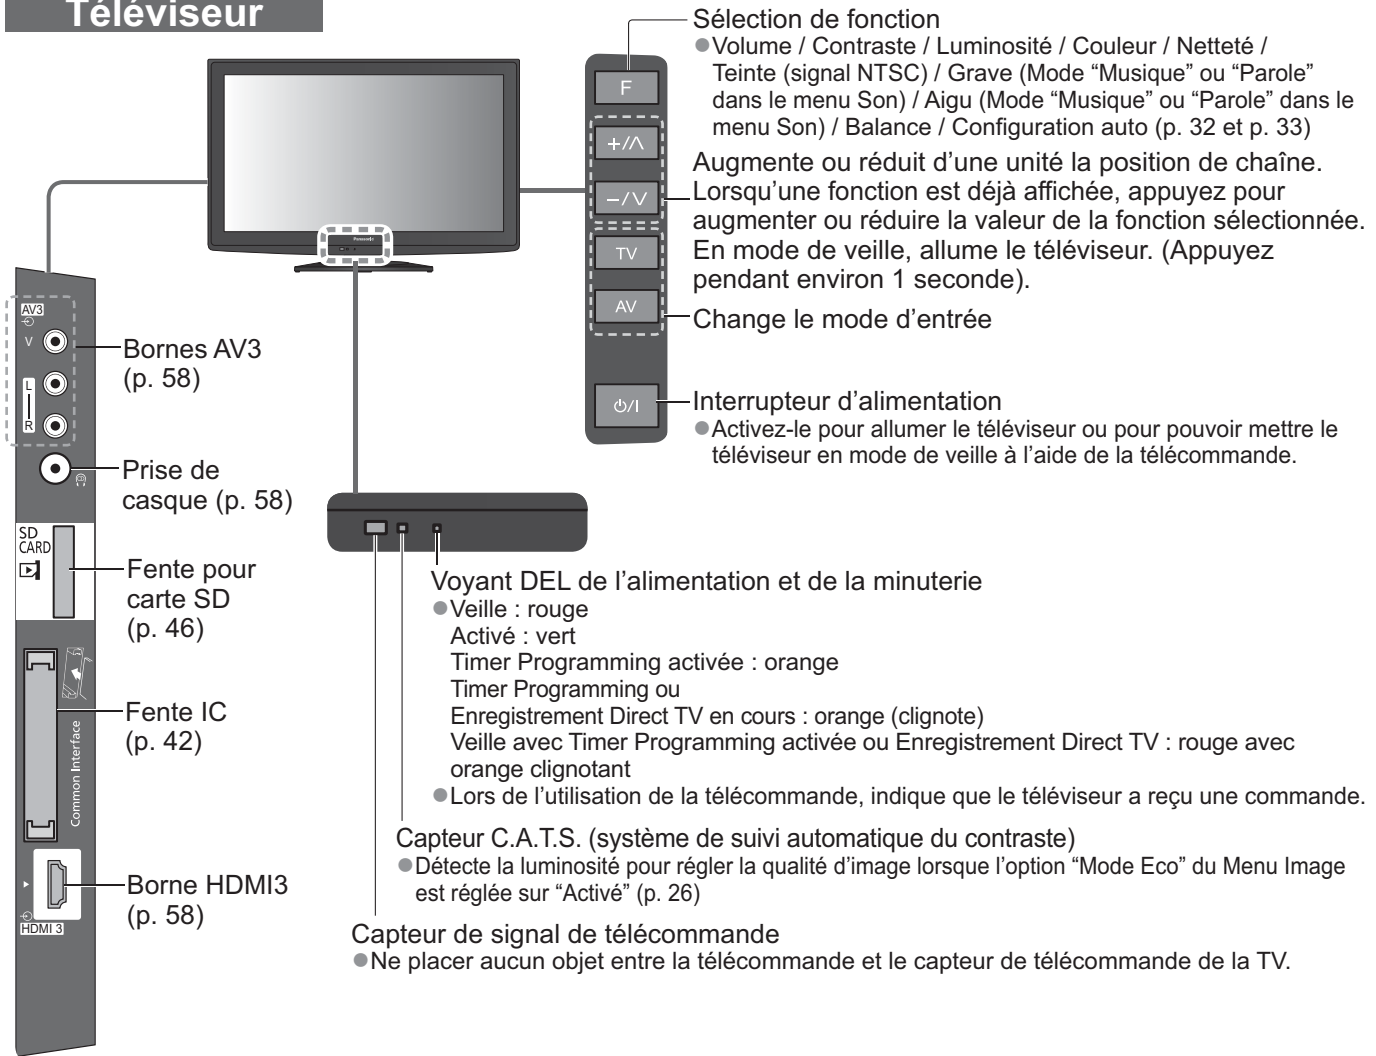 Téléviseur
Sélection de fonction
●Volume / Contraste / Luminosité / Couleur / Netteté /
Teinte (signal NTSC) / Grave (Mode “Musique” ou “Parole”
dans le menu Son) / Aigu (Mode “Musique” ou “Parole” dans le
menu Son) / Balance / Configuration auto (p. 32 et p. 33)
F
+/∧
Augmente ou réduit d’une unité la position de chaîne.
Lorsqu’une fonction est déjà affichée, appuyez pour
augmenter ou réduire la valeur de la fonction sélectionnée.
En mode de veille, allume le téléviseur. (Appuyez
pendant environ 1 seconde).
−/∨
TV
AV
Change le mode d’entrée
⏻/I
Interrupteur d’alimentation
●Activez-le pour allumer le téléviseur ou pour pouvoir mettre le
téléviseur en mode de veille à l’aide de la télécommande.
Panasonic
AV3
V
L
R
Bornes AV3
(p. 58)
Prise de
casque (p. 58)
SD
CARD
Fente pour
carte SD
(p. 46)
Fente IC
(p. 42)
Common Interface
Borne HDMI3
(p. 58)
HDMI 3
Voyant DEL de l’alimentation et de la minuterie
●Veille : rouge
Activé : vert
Timer Programming activée : orange
Timer Programming ou
Enregistrement Direct TV en cours : orange (clignote)
Veille avec Timer Programming activée ou Enregistrement Direct TV : rouge avec
orange clignotant
●Lors de l’utilisation de la télécommande, indique que le téléviseur a reçu une commande.
Capteur C.A.T.S. (système de suivi automatique du contraste)
●Détecte la luminosité pour régler la qualité d’image lorsque l’option “Mode Eco” du Menu Image
est réglée sur “Activé” (p. 26)
Capteur de signal de télécommande
●Ne placer aucun objet entre la télécommande et le capteur de télécommande de la TV.